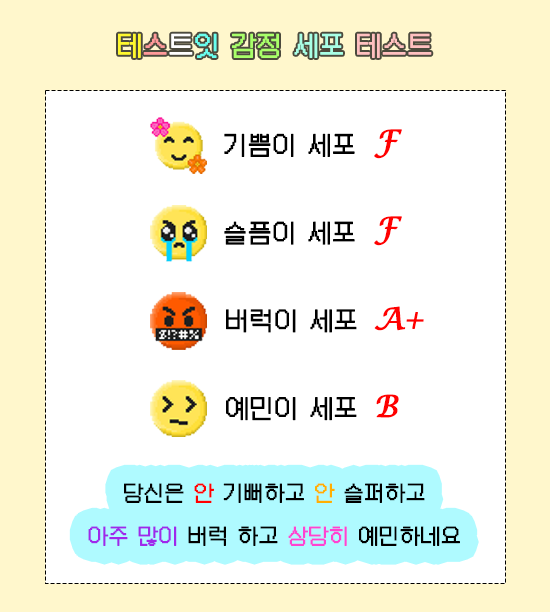 테스트잇 감정 세포 테스트
기쁨이 세포 F
슬픔이 세포 F
$!?#%
버럭이 세포 A+
예민이 세포 B
당신은 안 기뻐하고 안 슬퍼하고
아주 많이 버럭 하고 상당히 예민하네요